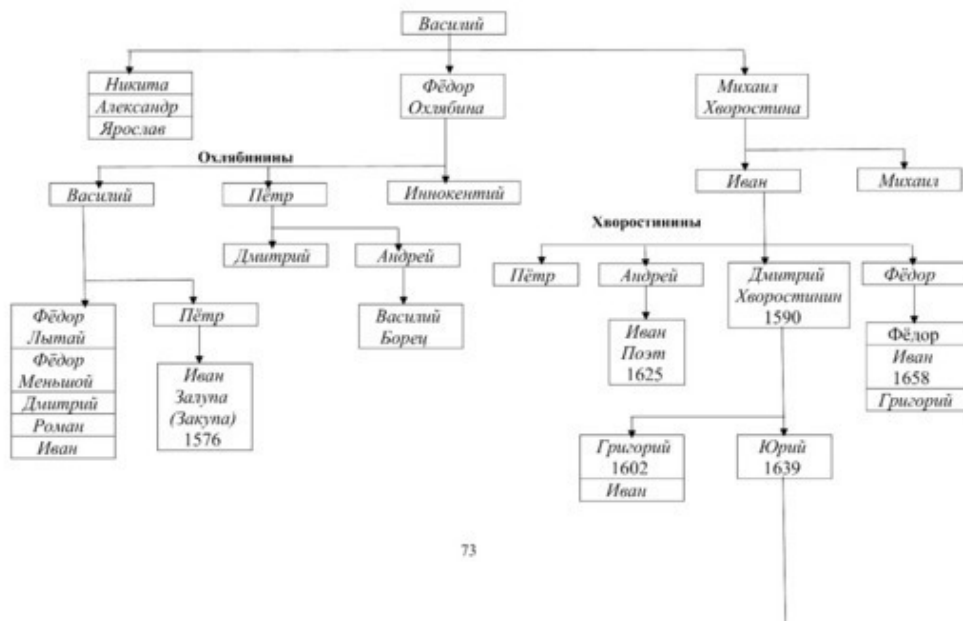 Василий
Никита
Александр
Ярослав
Фёдор
Охлябина
Михаил
Хворостина
Охлябинины
Василий
Пётр
Иннокентий
Иван
Михаил
Хворостинины
Дмитрий
Андрей
Пётр
Андрей
Дмитрий
Хворостинин
1590
Фёдор
Фёдор
Лытай
Фёдор
Меньшой
Дмитрий
Роман
Иван
Пётр
Иван
Залупа
(Закупа)
1576
Василий
Борец
Иван
Поэт
1625
Фёдор
Иван
1658
Григорий
Григорий
1602
Иван
Юрий
1639
73